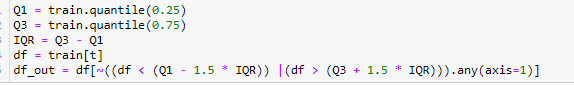 Q1 = train.quantile(0.25)
Q3 = train.quantile(0.75)
IQR = Q3 - Q1
df = train[t]
df_out = df[~((df < (Q1 - 1.5 * IQR)) |(df > (Q3 + 1.5 * IQR))).any(axis=1)]